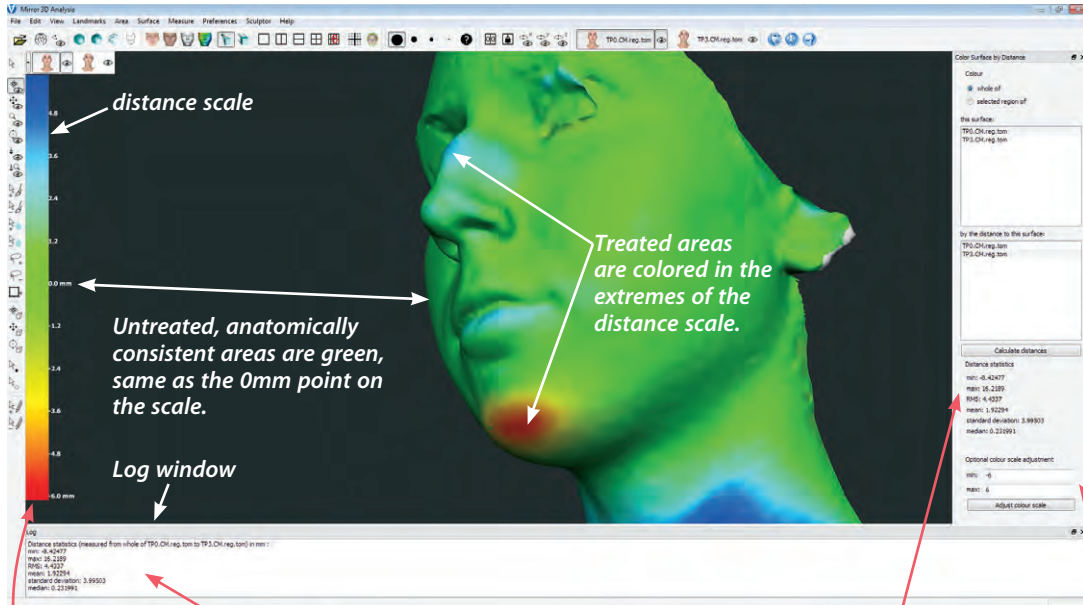 Mirror 3D Analysis
File Edit View Landmarks Area Surface Measure Preferences Sculptor Help
TP0.CM.reg.tom
TP3.CM.reg.tom
Color Surface by Distance
Colour
whole of
selected region of
this surface:
TP0.CM.reg.tom
TP3.CM.reg.tom
by the distance to this surface:
TP0.CM.reg.tom
TP3.CM.reg.tom
Calculate distances
Distance statistics
min: -8.42477
max: 16.2189
RMS: 4.4337
mean: 1.92294
standard deviation: 3.99503
median: 0.231991
Optional colour scale adjustment
min: -6
max: 6
Adjust colour scale
4.8
3.6
2.4
1.2
0.0 mm
-1.2
-2.4
-3.6
-4.8
-6.0 mm
distance scale
Treated areas
are colored in the
extremes of the
distance scale.
Untreated, anatomically
consistent areas are green,
same as the 0mm point on
the scale.
Log window
Log
Distance statistics (measured from whole of TP0.CM.reg.tom to TP3.CM.reg.tom) in mm :
min: -8.42477
max: 16.2189
RMS: 4.4337
mean: 1.92294
standard deviation: 3.99503
median: 0.231991